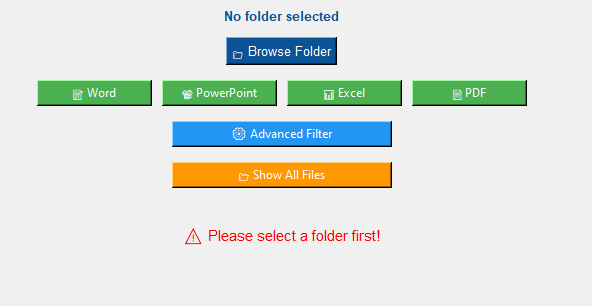 No folder selected
Browse Folder
Word PowerPoint Excel PDF
Advanced Filter
Show All Files
Please select a folder first!